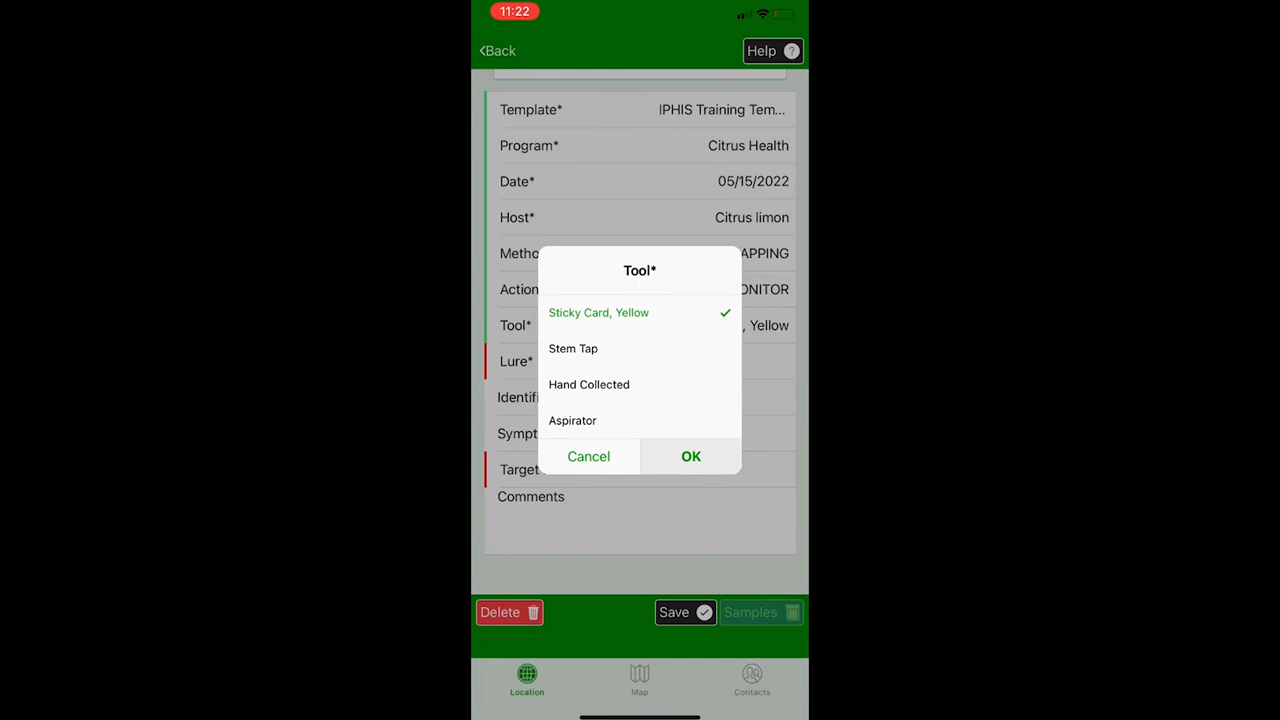 11:22
Back
Help ?
Template* IPHIS Training Tem...
Program* Citrus Health
Date* 05/15/2022
Host* Citrus limon
Metho APPING
Action ONITOR
Tool* , Yellow
Lure*
Identifi
Sympt
Target
Comments
Tool*
Sticky Card, Yellow
Stem Tap
Hand Collected
Aspirator
Cancel OK
Delete Save Samples
Location Map Contacts